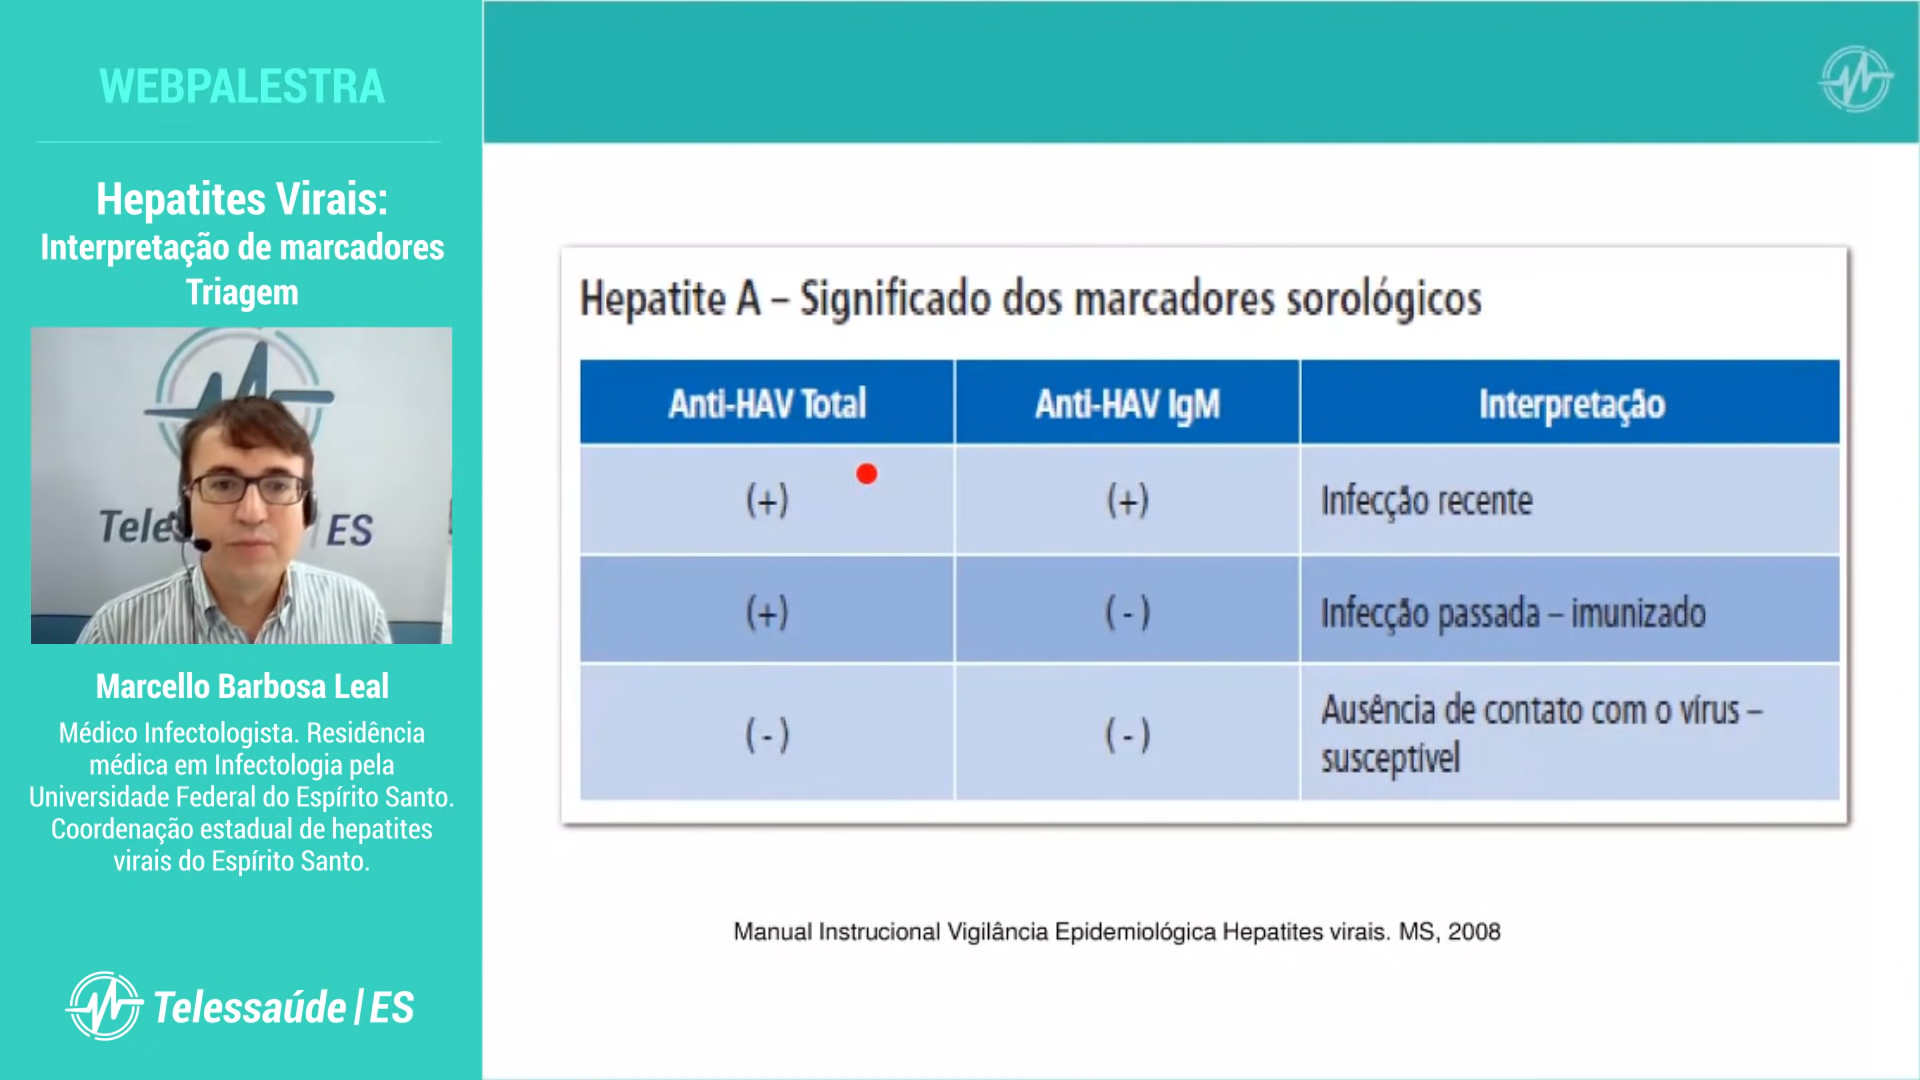 WEBPALESTRA
Hepatites Virais:
Interpretação de marcadores
Triagem
Marcello Barbosa Leal
Médico Infectologista. Residência
médica em Infectologia pela
Universidade Federal do Espírito Santo.
Coordenação estadual de hepatites
virais do Espírito Santo.
Telessaúde|ES
Hepatite A – Significado dos marcadores sorológicos
Anti-HAV Total Anti-HAV IgM Interpretação
(+) (+) Infecção recente
(+) (-) Infecção passada – imunizado
(-) (-) Ausência de contato com o vírus –
susceptível
Manual Instrucional Vigilância Epidemiológica Hepatites virais. MS, 2008